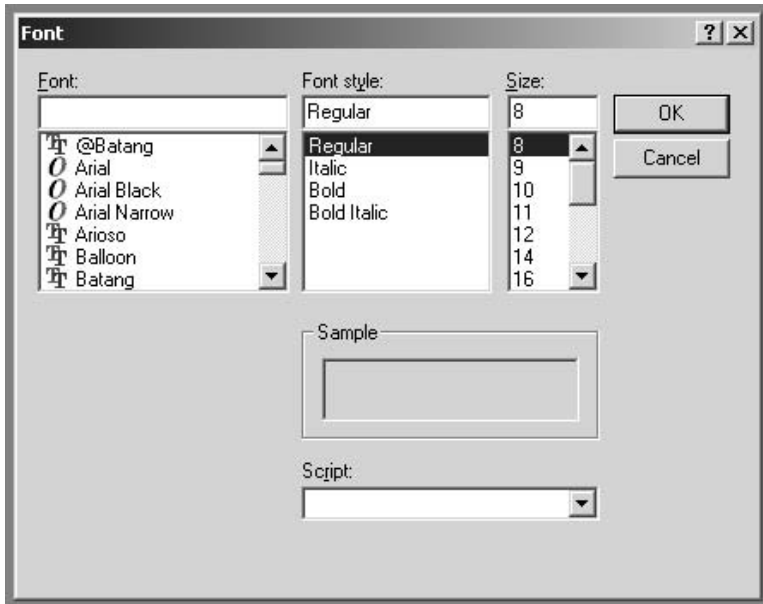 Font
Font:
Font style:
Size:
Regular
8
OK
Cancel
@Batang
Arial
Arial Black
Arial Narrow
Arioso
Balloon
Batang
Regular
Italic
Bold
Bold Italic
8
9
10
11
12
14
16
Sample
Script: